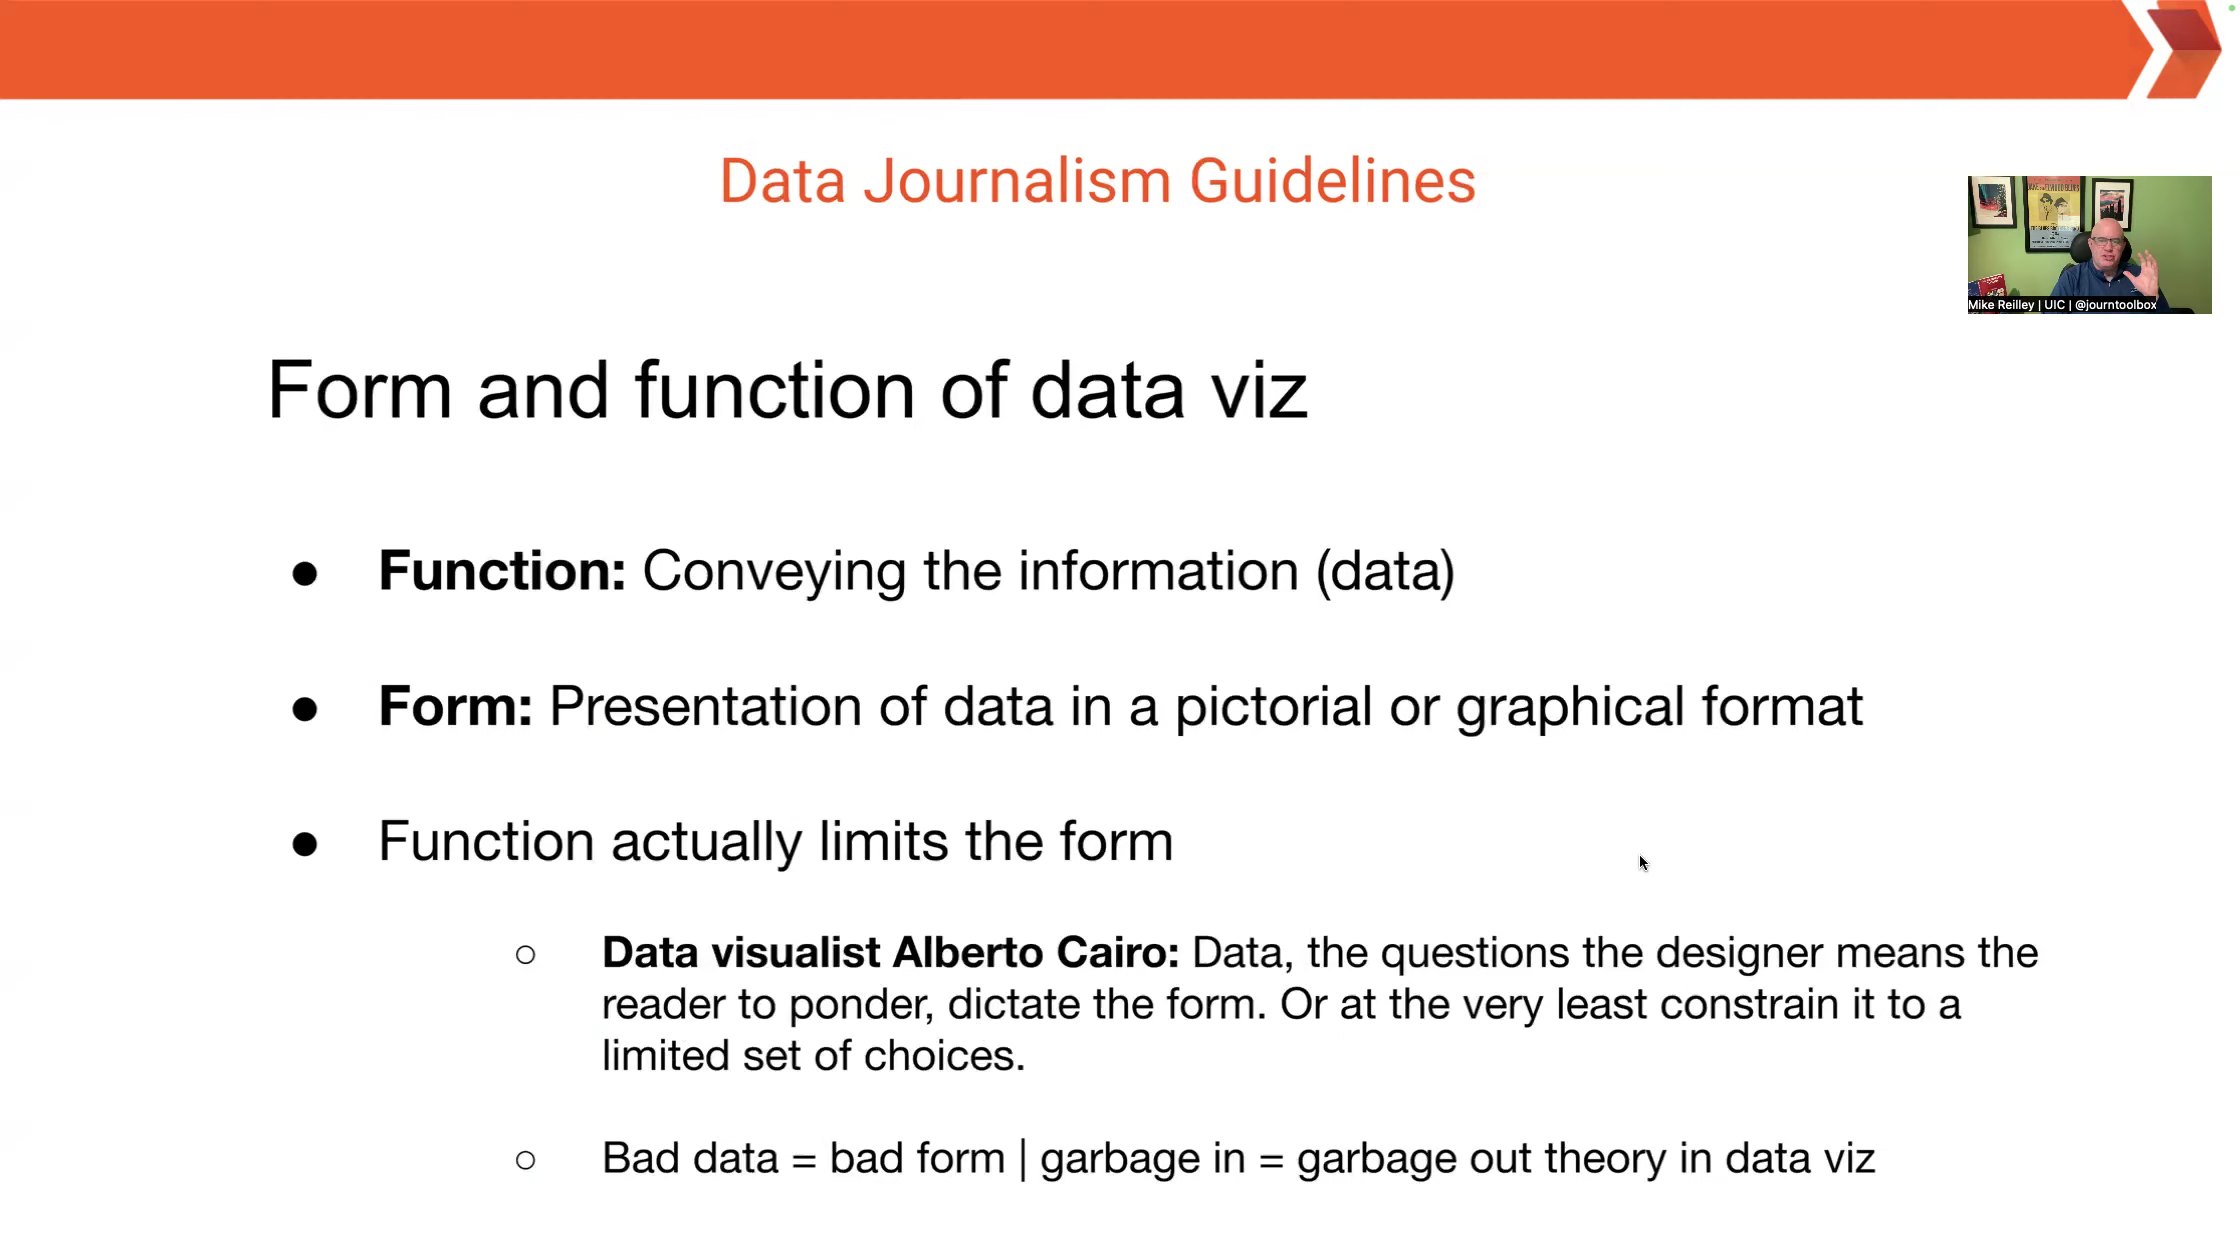 Data Journalism Guidelines
Mike Reilley | UIC | @journtoolbox
Form and function of data viz
● Function: Conveying the information (data)
● Form: Presentation of data in a pictorial or graphical format
● Function actually limits the form
○ Data visualist Alberto Cairo: Data, the questions the designer means the
reader to ponder, dictate the form. Or at the very least constrain it to a
limited set of choices.
○ Bad data = bad form | garbage in = garbage out theory in data viz